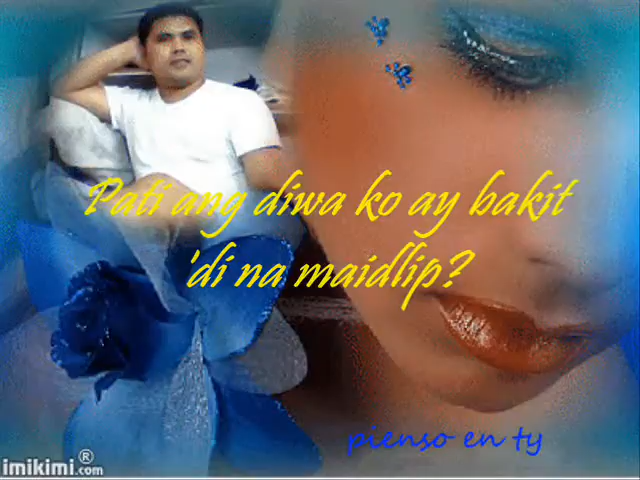 Pati ang diwa ko ay bakit
'di na maidlip?
pienso en ty
imikimi.com®